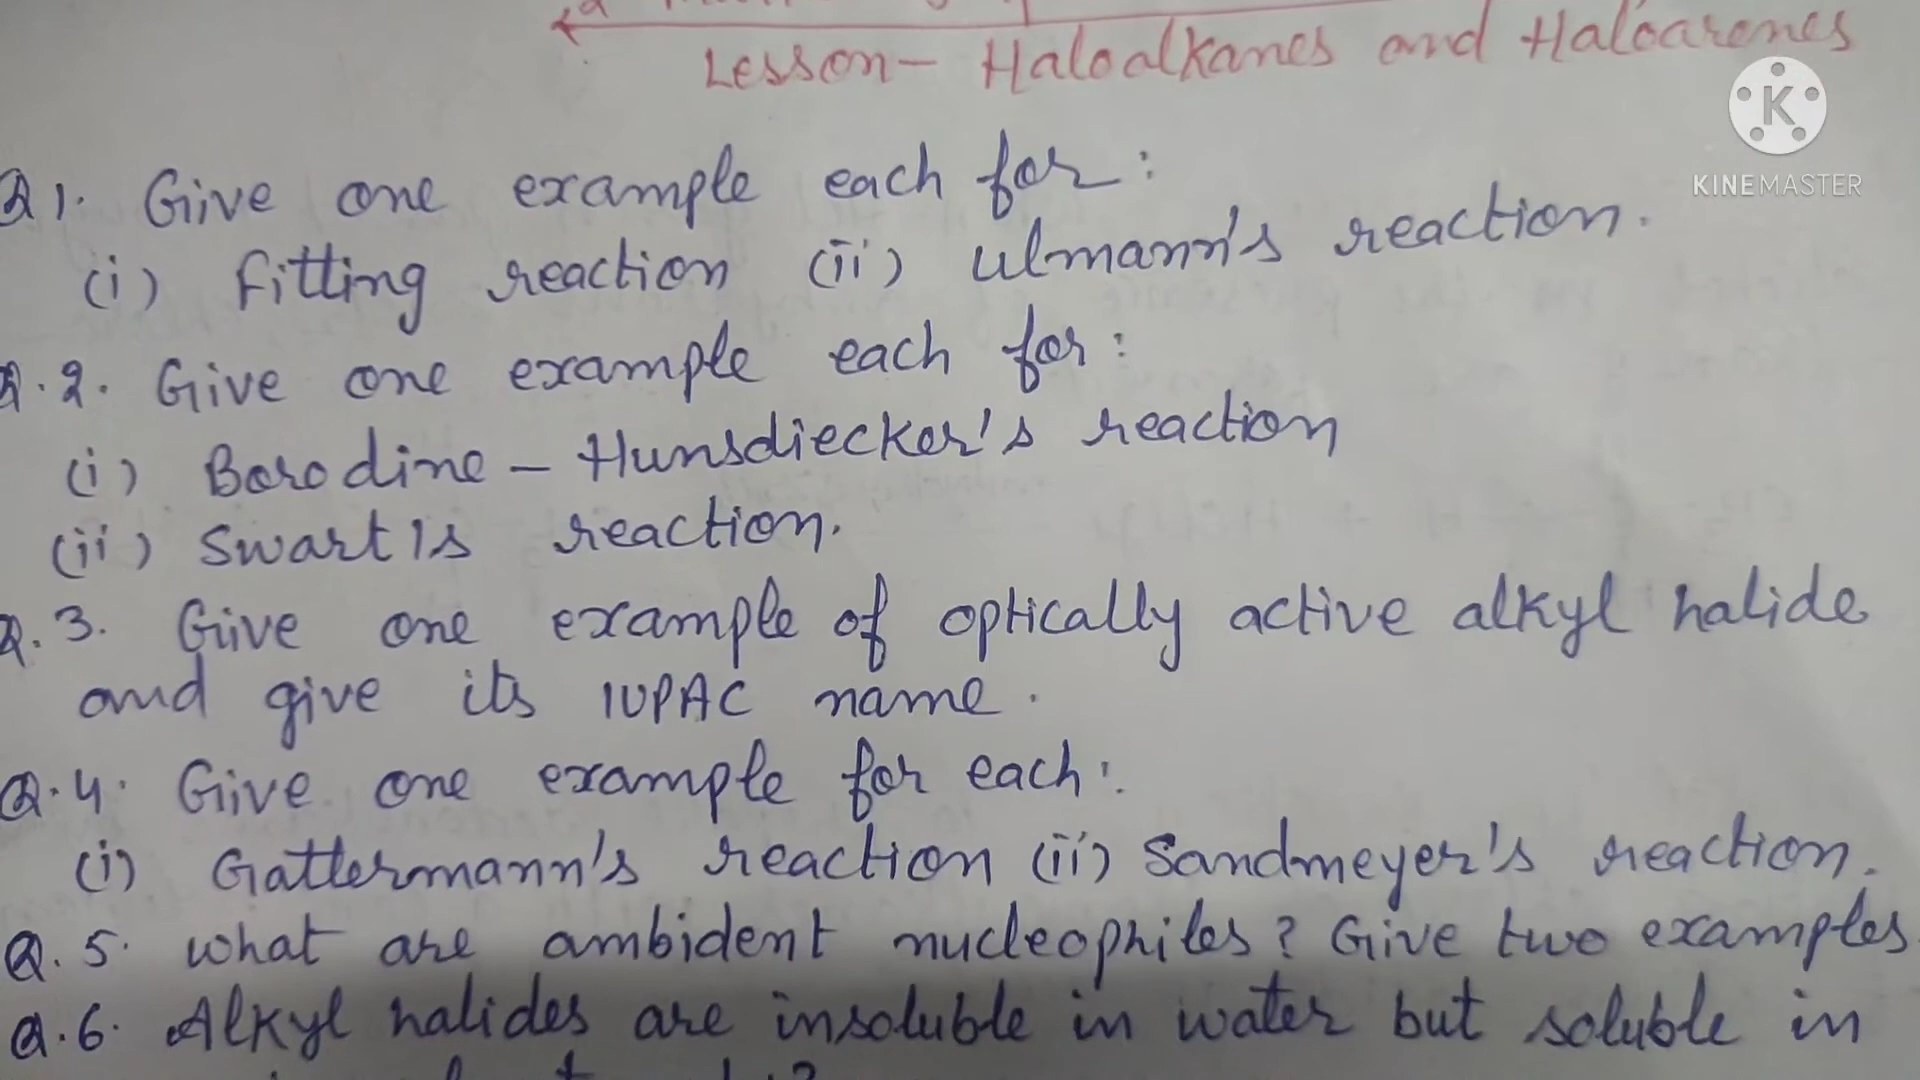 Lesson- Haloalkanes and Haloarenes
K
KINEMASTER
Q1. Give one example each for:
(i) fitting reaction (ii) Ulmann's reaction.
Q.2. Give one example each for:
(i) Borodine - Hunsdiecker's reaction
(ii) Swart's reaction.
Q.3. Give one example of optically active alkyl halide
and give its IUPAC name.
Q.4. Give one example for each:
(i) Gattermann's reaction (ii) Sandmeyer's reaction.
Q.5. what are ambident nucleophiles? Give two examples
Q.6. Alkyl halides are insoluble in water but soluble in